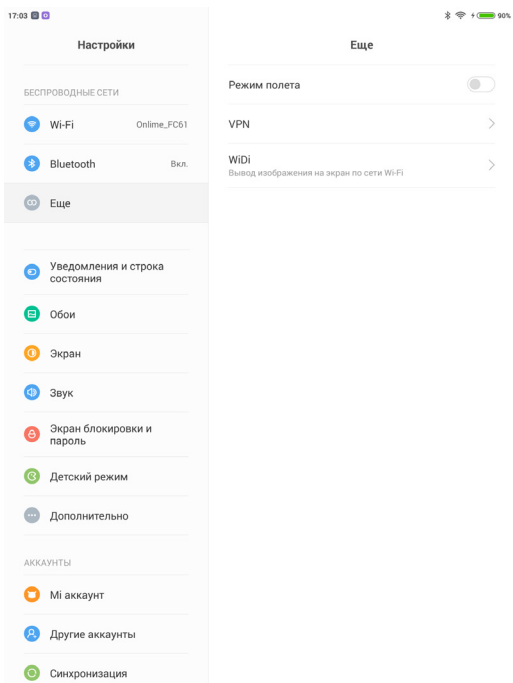 17:03
90%
Настройки
БЕСПРОВОДНЫЕ СЕТИ
Wi-Fi Onlime_FC61
Bluetooth Вкл.
Еще
Уведомления и строка
состояния
Обои
Экран
Звук
Экран блокировки и
пароль
Детский режим
Дополнительно
АККАУНТЫ
Mi аккаунт
Другие аккаунты
Синхронизация
Еще
Режим полета
VPN
WiDi
Вывод изображения на экран по сети Wi-Fi